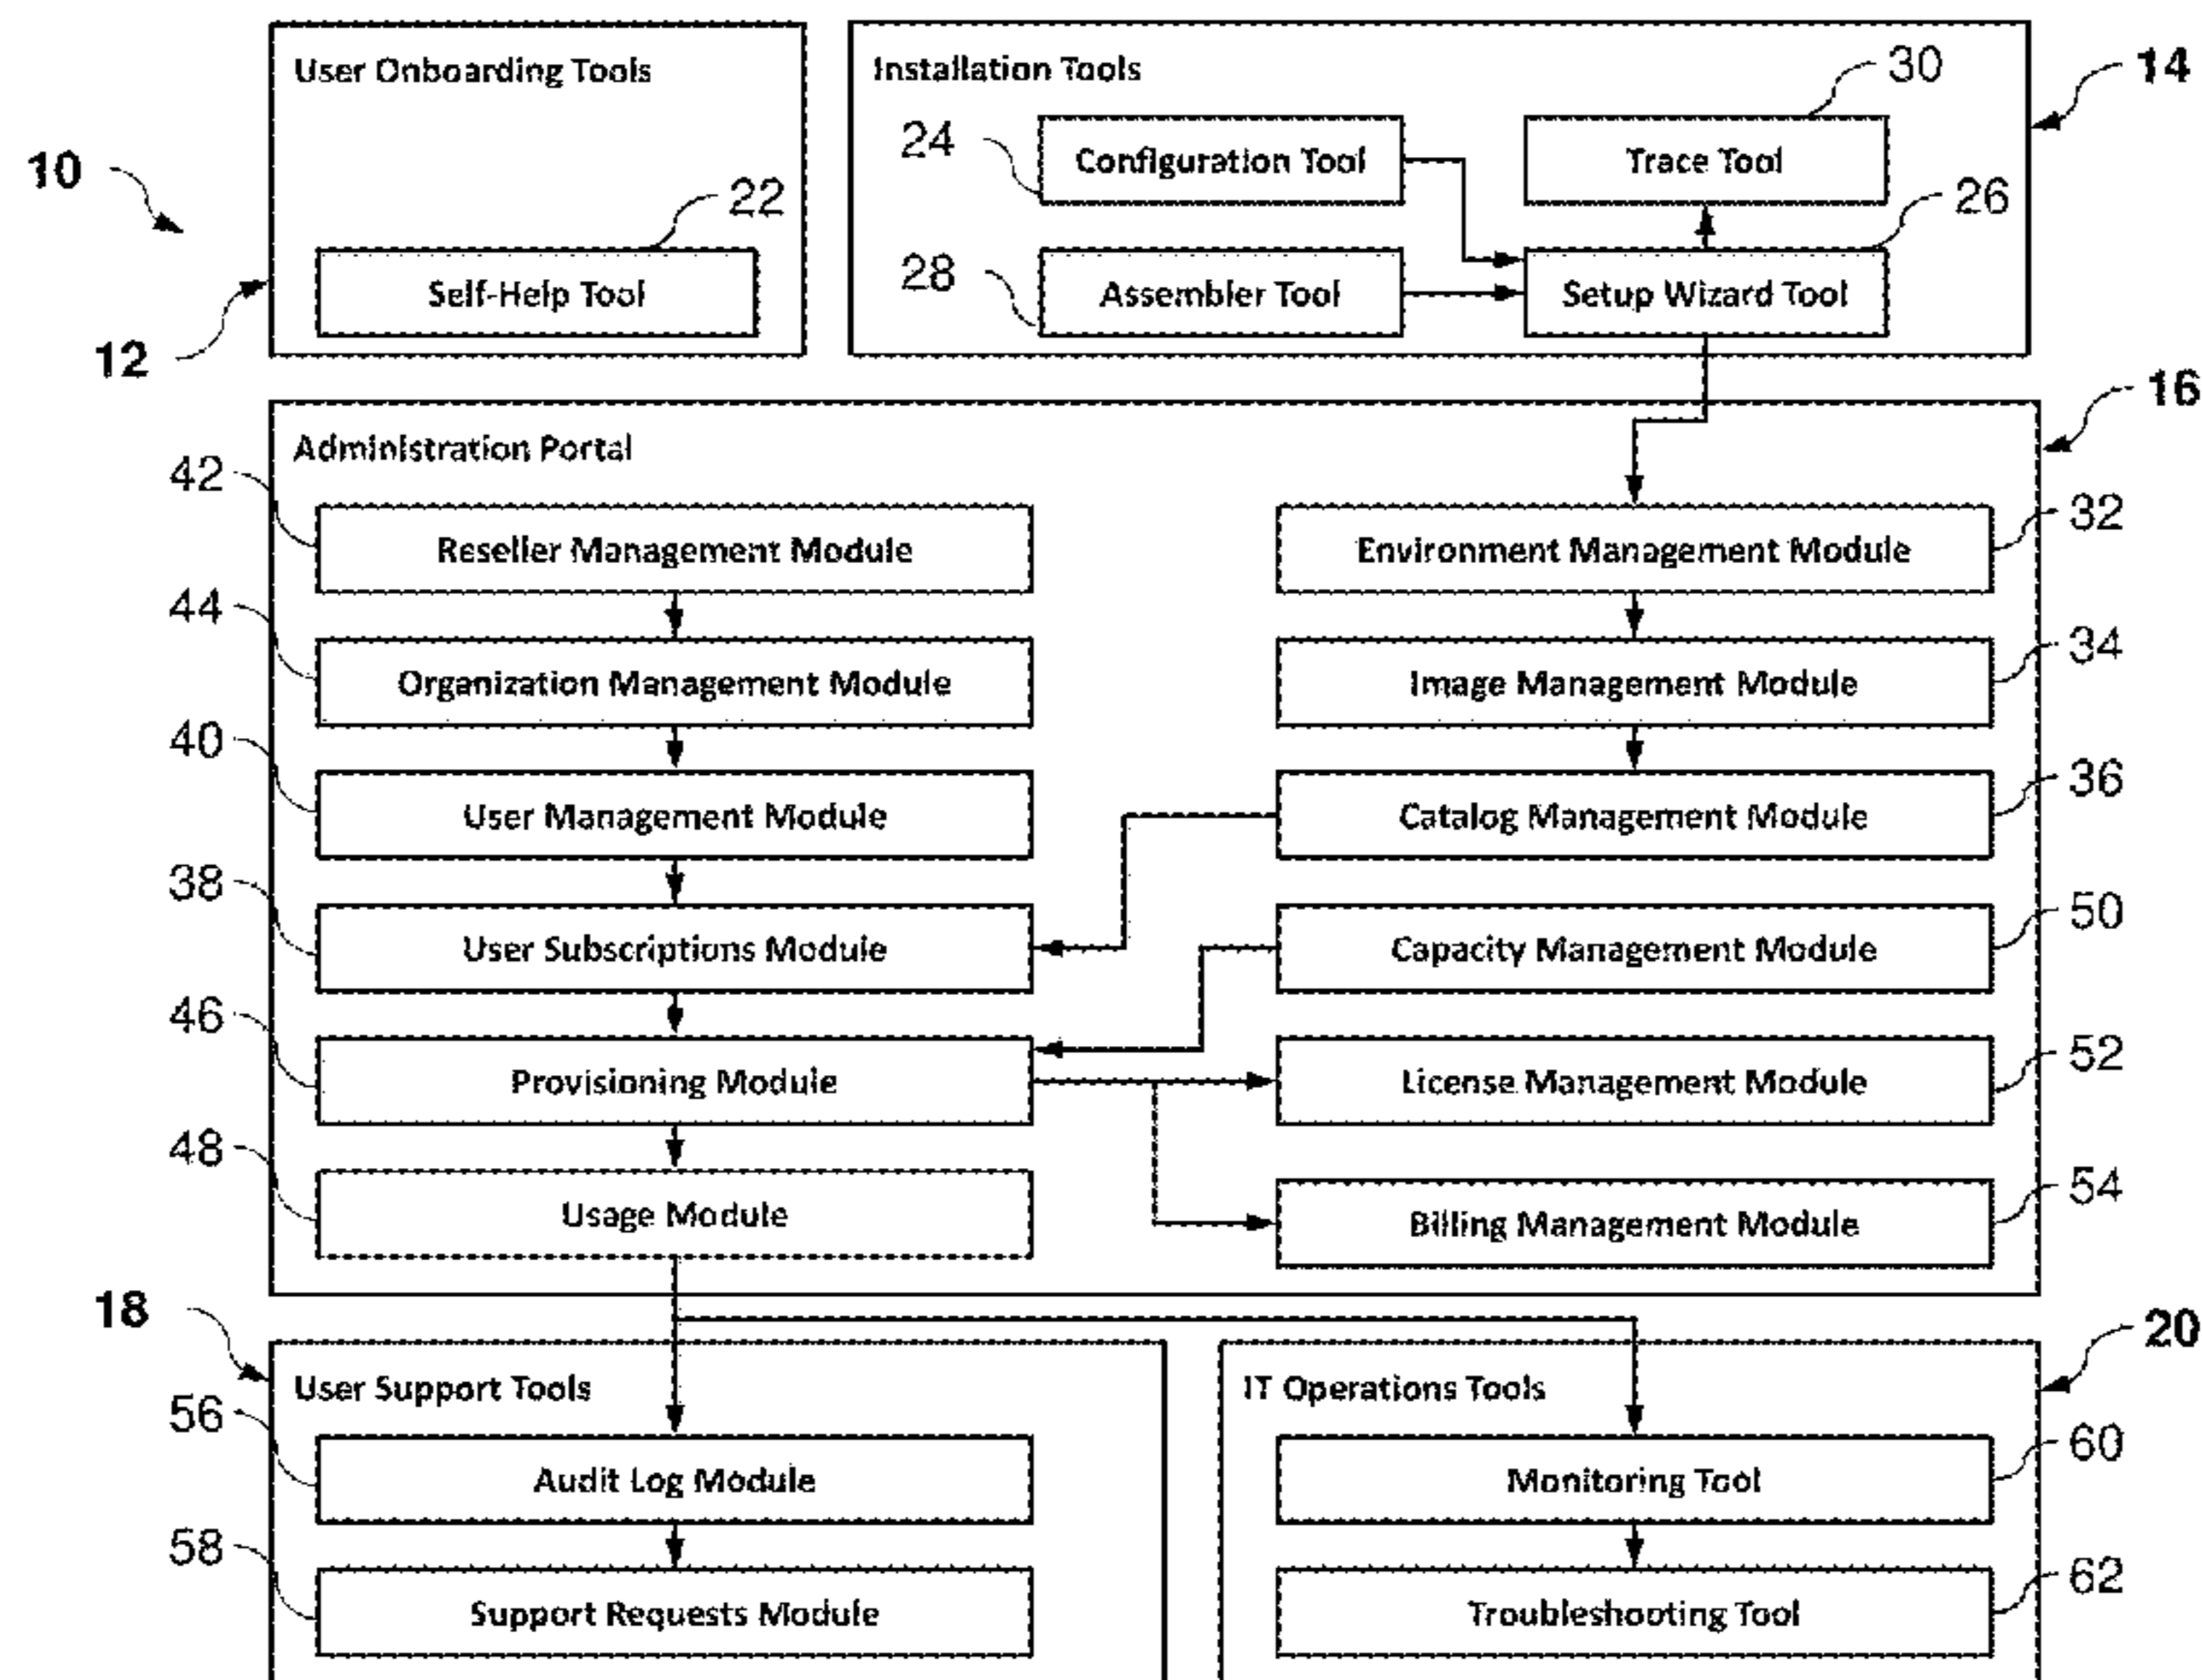 User Onboarding Tools
Installation Tools
30
14
24
Configuration Tool
Trace Tool
10
22
26
28
Self-Help Tool
Assembler Tool
Setup Wizard Tool
12
16
Administration Portal
42
32
Reseller Management Module
Environment Management Module
44
34
Organization Management Module
Image Management Module
40
36
User Management Module
Catalog Management Module
38
50
User Subscriptions Module
Capacity Management Module
46
52
Provisioning Module
License Management Module
48
54
Usage Module
Billing Management Module
18
20
User Support Tools
IT Operations Tools
56
60
Audit Log Module
Monitoring Tool
58
62
Support Requests Module
Troubleshooting Tool